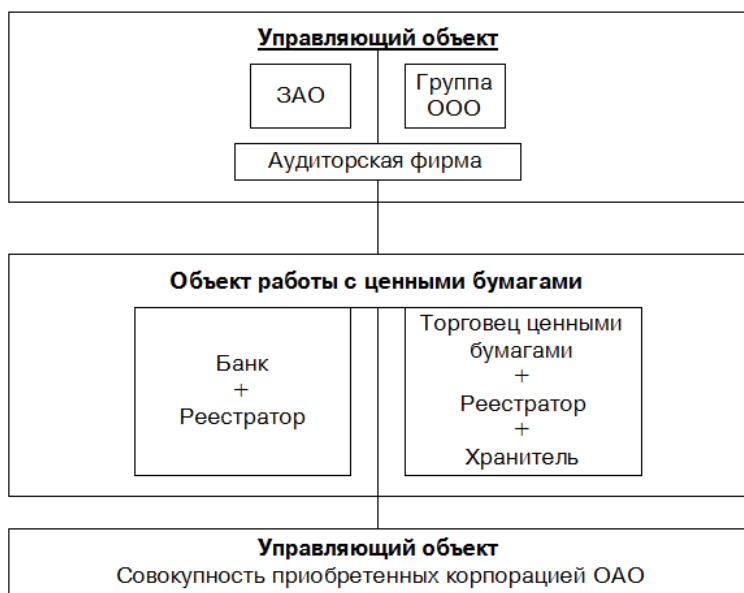 Управляющий объект
ЗАО
Группа
ООО
Аудиторская фирма
Объект работы с ценными бумагами
Банк
+
Реестратор
Торговец ценными
бумагами
+
Реестратор
+
Хранитель
Управляющий объект
Совокупность приобретенных корпорацией ОАО